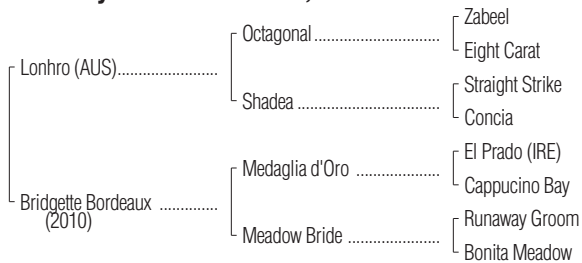 Zabeel
Octagonal ........................
Eight Carat
Lonhro (AUS).......................
Straight Strike
Shadea ...........................
Concia
El Prado (IRE)
Medaglia d'Oro ................
Cappucino Bay
Bridgette Bordeaux .............
(2010)
Runaway Groom
Meadow Bride .................
Bonita Meadow